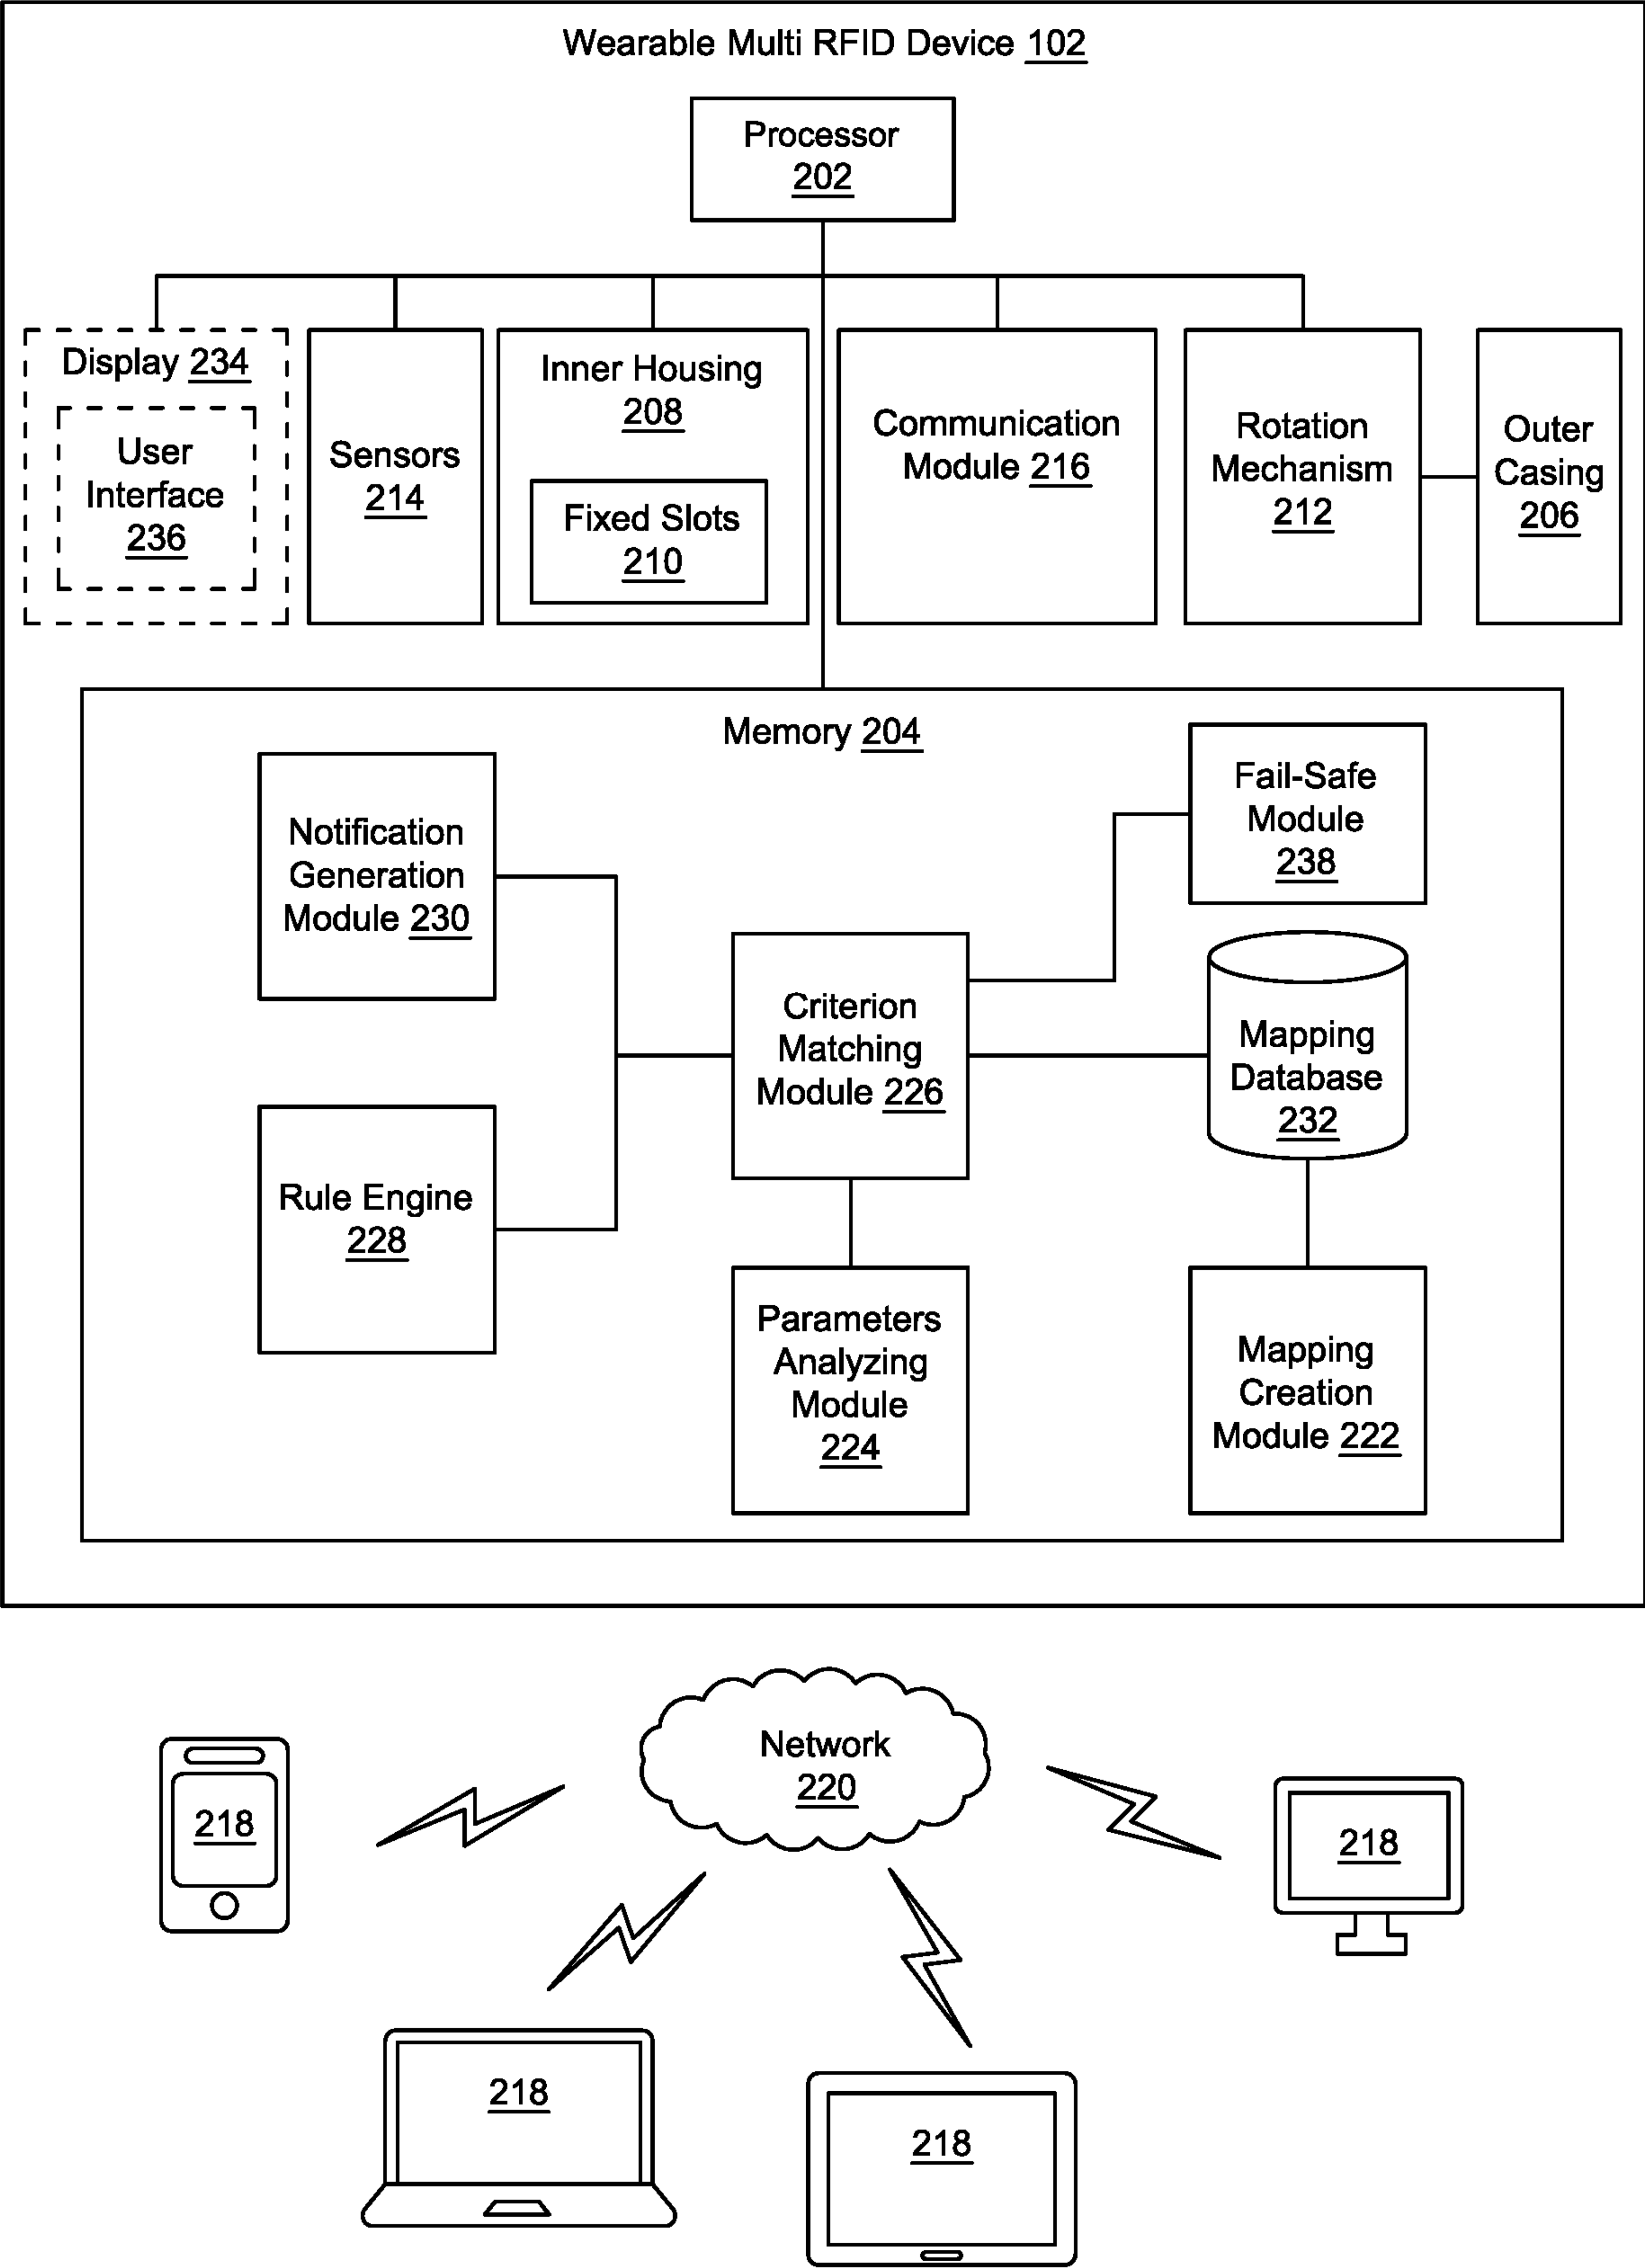 Wearable Multi RFID Device 102
Processor
202
Display 234
User
Interface
236
Sensors
214
Inner Housing
208
Fixed Slots
210
Communication
Module 216
Rotation
Mechanism
212
Outer
Casing
206
Memory 204
Notification
Generation
Module 230
Rule Engine
228
Criterion
Matching
Module 226
Parameters
Analyzing
Module
224
Fail-Safe
Module
238
Mapping
Database
232
Mapping
Creation
Module 222
Network
220
218
218
218
218